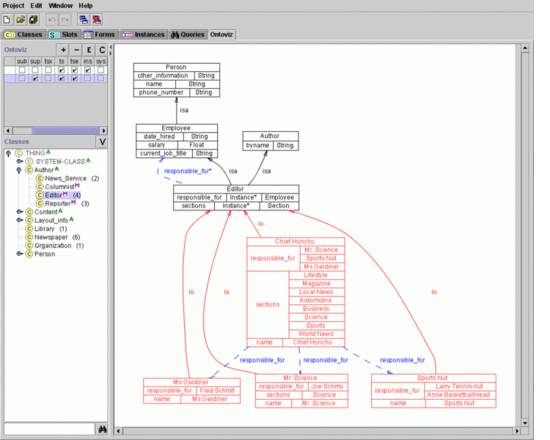 Project Edit Window Help
Classes Slots Forms Instances Queries Ontoviz
Ontoviz + − E C
sub sup tsx ts tse ins sys
Classes V
THING A
:SYSTEM-CLASS A
Author A
News_Service (2)
Columnist M
Editor M (4)
Reporter M (3)
Content A
Layout_info A
Library (1)
Newspaper (6)
Organization (1)
Person
Person
other_information String
name String
phone_number String
isa
Employee
date_hired String
salary Float
current_job_title String
Author
byname String
responsible_for*
isa
isa
Editor
responsible_for Instance* Employee
sections Instance* Section
io
io
io
io
Chief Honcho
responsible_for Mr. Science
Sports Nut
Ms Gardiner
sections Lifestyle
Magazine
Local News
Automotive
Business
Science
Sports
World News
name Chief Honcho
responsible_for
responsible_for
responsible_for
Ms Gardiner
responsible_for Fred Schmit
name Ms Gardiner
Mr. Science
responsible_for Joe Schmo
sections Science
name Mr. Science
Sports Nut
responsible_for Larry Tennis-nut
Anne BasketballHead
name Sports Nut